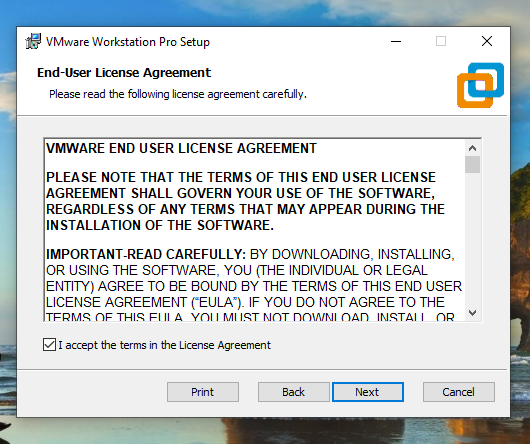 VMware Workstation Pro Setup
End-User License Agreement
Please read the following license agreement carefully.
VMWARE END USER LICENSE AGREEMENT
PLEASE NOTE THAT THE TERMS OF THIS END USER LICENSE
AGREEMENT SHALL GOVERN YOUR USE OF THE SOFTWARE,
REGARDLESS OF ANY TERMS THAT MAY APPEAR DURING THE
INSTALLATION OF THE SOFTWARE.
IMPORTANT-READ CAREFULLY: BY DOWNLOADING, INSTALLING,
OR USING THE SOFTWARE, YOU (THE INDIVIDUAL OR LEGAL
ENTITY) AGREE TO BE BOUND BY THE TERMS OF THIS END USER
LICENSE AGREEMENT (“EULA”). IF YOU DO NOT AGREE TO THE
TERMS OF THIS EULA, YOU MUST NOT DOWNLOAD, INSTALL, OR
I accept the terms in the License Agreement
Print
Back
Next
Cancel